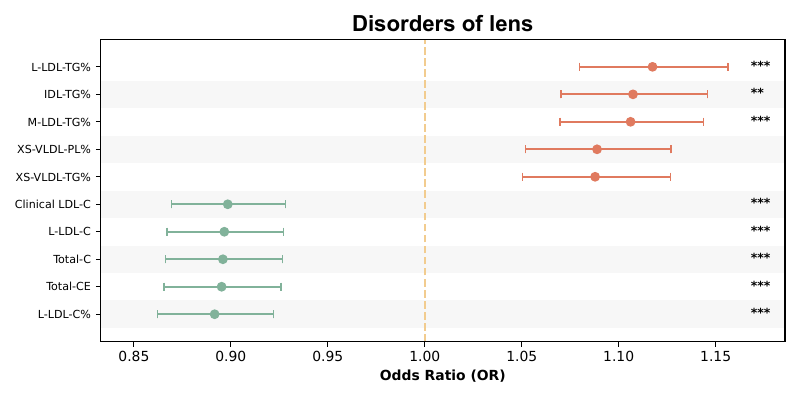 Disorders of lens
L-LDL-TG% ***
IDL-TG% **
M-LDL-TG% ***
XS-VLDL-PL%
XS-VLDL-TG%
Clinical LDL-C ***
L-LDL-C ***
Total-C ***
Total-CE ***
L-LDL-C% ***
0.85 0.90 0.95 1.00 1.05 1.10 1.15
Odds Ratio (OR)